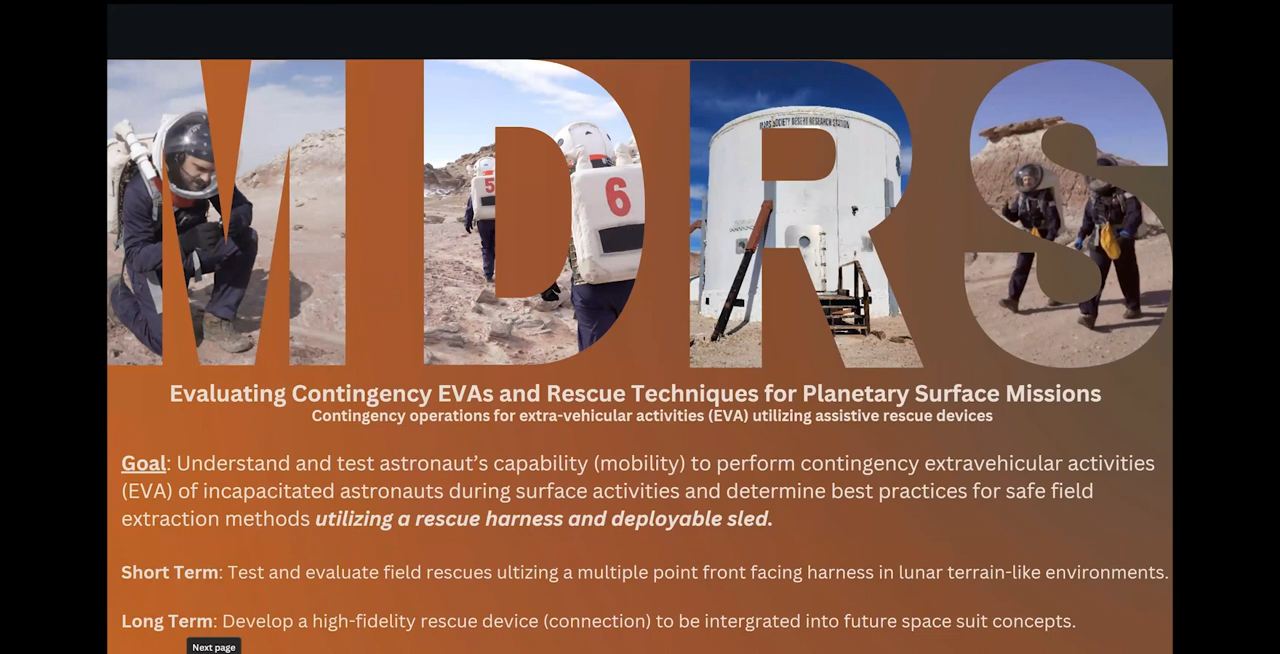 MDRS
5
6
MARS SOCIETY DESERT RESEARCH STATION
Evaluating Contingency EVAs and Rescue Techniques for Planetary Surface Missions
Contingency operations for extra-vehicular activities (EVA) utilizing assistive rescue devices
Goal: Understand and test astronaut’s capability (mobility) to perform contingency extravehicular activities
(EVA) of incapacitated astronauts during surface activities and determine best practices for safe field
extraction methods utilizing a rescue harness and deployable sled.
Short Term: Test and evaluate field rescues ultizing a multiple point front facing harness in lunar terrain-like environments.
Long Term: Develop a high-fidelity rescue device (connection) to be intergrated into future space suit concepts.
Next page